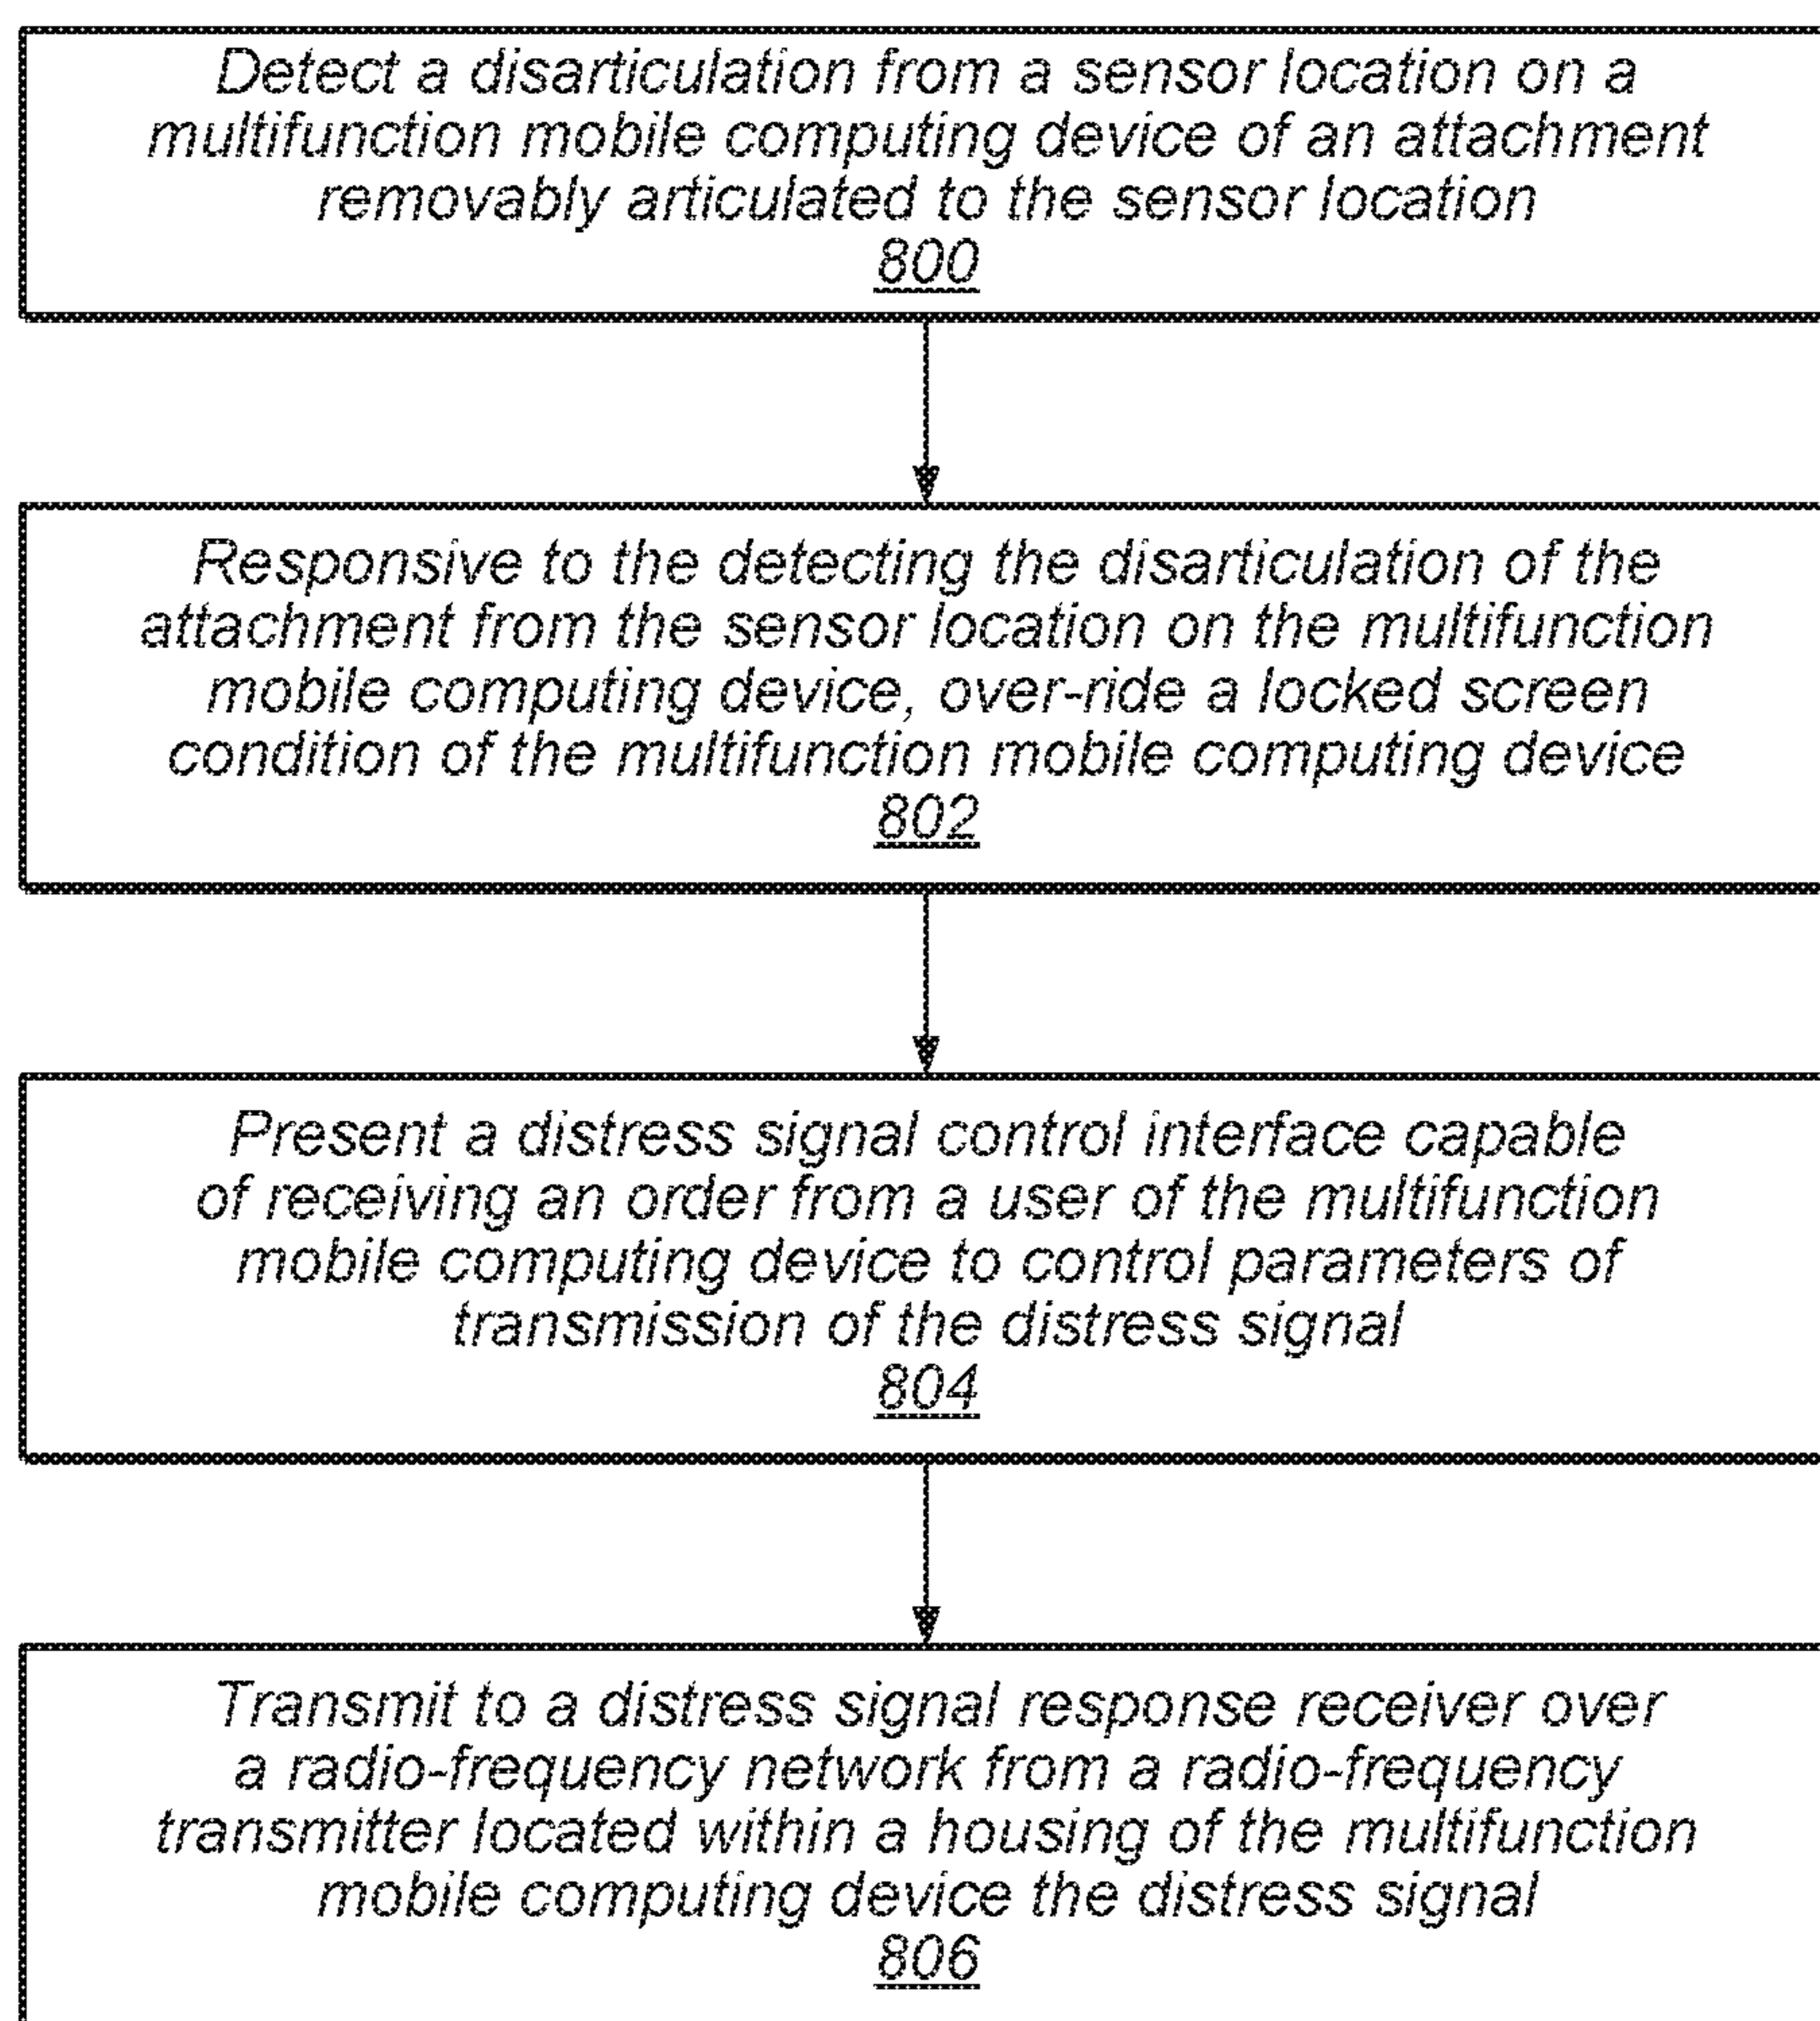 Detect a disarticulation from a sensor location on a
multifunction mobile computing device of an attachment
removably articulated to the sensor location
800
Responsive to the detecting the disarticulation of the
attachment from the sensor location on the multifunction
mobile computing device, over-ride a locked screen
condition of the multifunction mobile computing device
802
Present a distress signal control interface capable
of receiving an order from a user of the multifunction
mobile computing device to control parameters of
transmission of the distress signal
804
Transmit to a distress signal response receiver over
a radio-frequency network from a radio-frequency
transmitter located within a housing of the multifunction
mobile computing device the distress signal
806